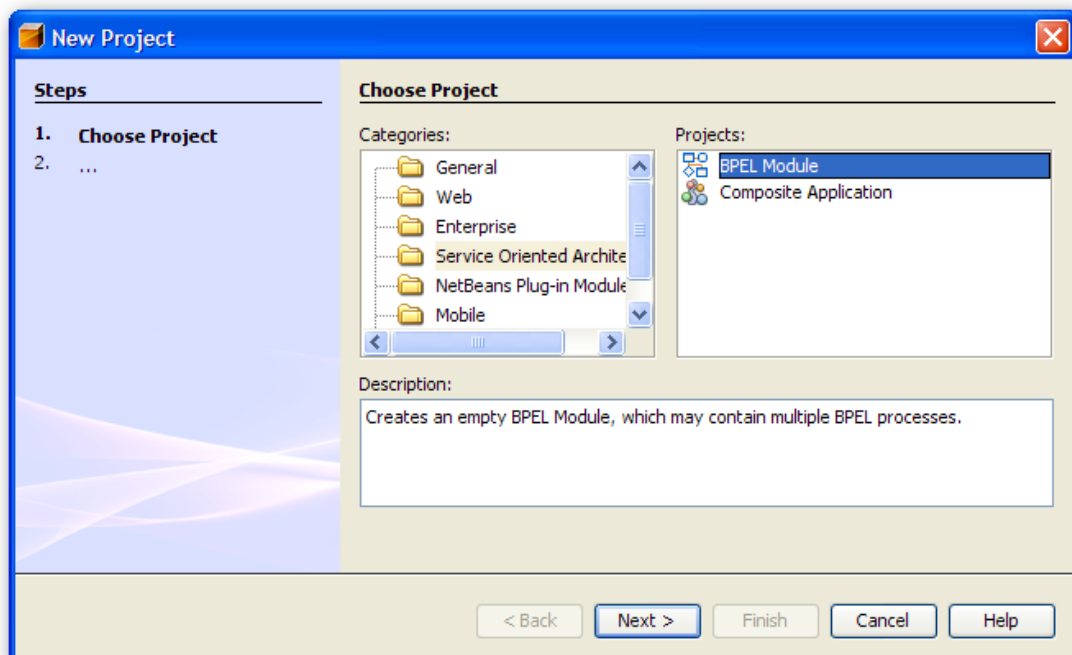 New Project
Steps
1. Choose Project
2. ...
Choose Project
Categories:
General
Web
Enterprise
Service Oriented Archite
NetBeans Plug-in Module
Mobile
Projects:
BPEL Module
Composite Application
Description:
Creates an empty BPEL Module, which may contain multiple BPEL processes.
< Back Next > Finish Cancel Help